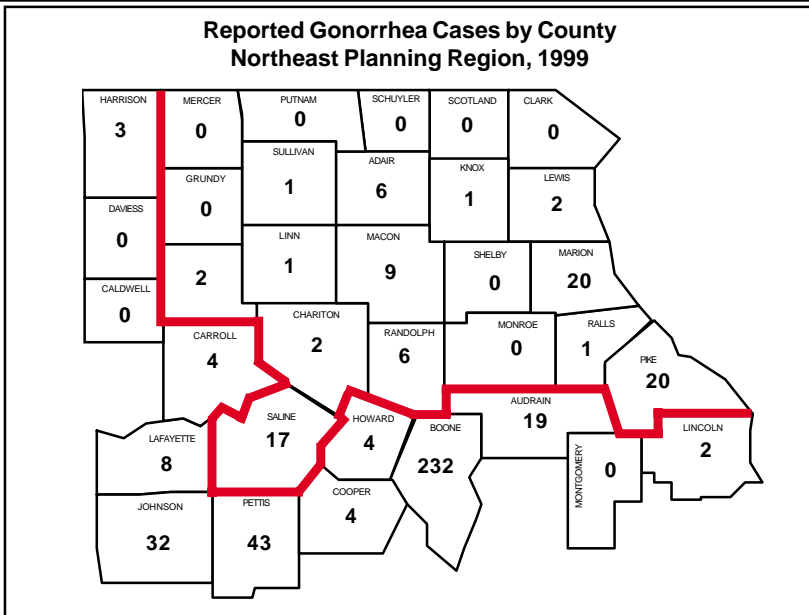 Reported Gonorrhea Cases by County
Northeast Planning Region, 1999
HARRISON
3
MERCER
0
PUTNAM
0
SCHUYLER
0
SCOTLAND
0
CLARK
0
SULLIVAN
1
ADAIR
6
KNOX
1
LEWIS
2
GRUNDY
0
DAVIESS
0
2
LINN
1
MACON
9
SHELBY
0
MARION
20
CALDWELL
0
CARROLL
4
CHARITON
2
RANDOLPH
6
MONROE
0
RALLS
1
PIKE
20
LAFAYETTE
8
SALINE
17
HOWARD
4
BOONE
232
AUDRAIN
19
MONTGOMERY
0
LINCOLN
2
JOHNSON
32
PETTIS
43
COOPER
4